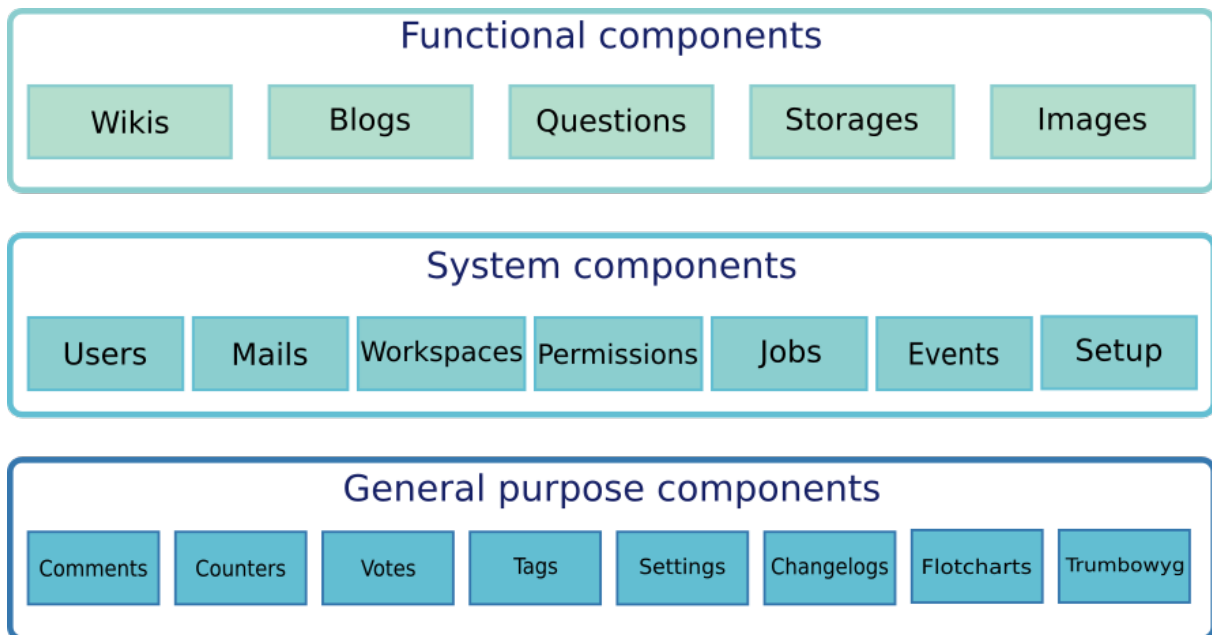 Functional components
Wikis Blogs Questions Storages Images
System components
Users Mails Workspaces Permissions Jobs Events Setup
General purpose components
Comments Counters Votes Tags Settings Changelogs Flotcharts Trumbowyg